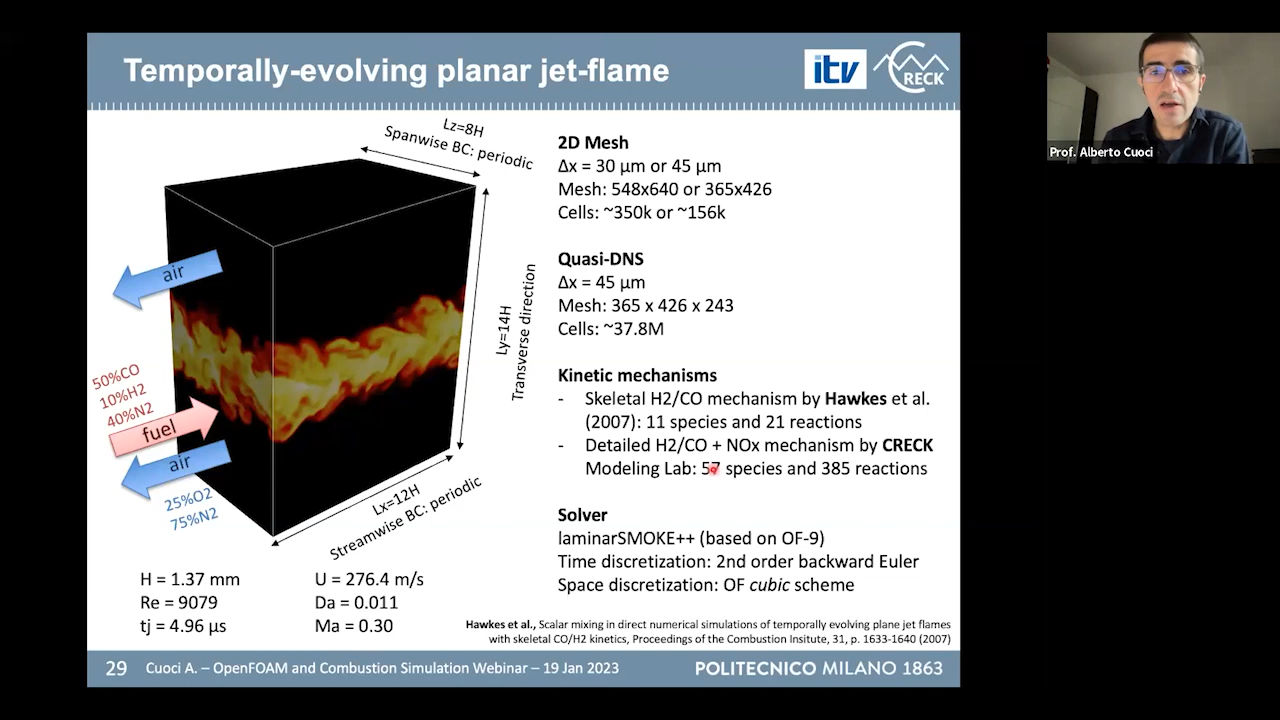 Temporally-evolving planar jet-flame
itv
CRECK
Lz=8H
Spanwise BC: periodic
air
50%CO
10%H2
40%N2
fuel
air
25%O2
75%N2
Ly=14H
Transverse direction
Lx=12H
Streamwise BC: periodic
H = 1.37 mm
Re = 9079
tj = 4.96 µs
U = 276.4 m/s
Da = 0.011
Ma = 0.30
2D Mesh
Δx = 30 µm or 45 µm
Mesh: 548x640 or 365x426
Cells: ~350k or ~156k
Quasi-DNS
Δx = 45 µm
Mesh: 365 x 426 x 243
Cells: ~37.8M
Kinetic mechanisms
- Skeletal H2/CO mechanism by Hawkes et al.
(2007): 11 species and 21 reactions
- Detailed H2/CO + NOx mechanism by CRECK
Modeling Lab: 57 species and 385 reactions
Solver
laminarSMOKE++ (based on OF-9)
Time discretization: 2nd order backward Euler
Space discretization: OF cubic scheme
Hawkes et al., Scalar mixing in direct numerical simulations of temporally evolving plane jet flames
with skeletal CO/H2 kinetics, Proceedings of the Combustion Insitute, 31, p. 1633-1640 (2007)
29 Cuoci A. – OpenFOAM and Combustion Simulation Webinar – 19 Jan 2023
POLITECNICO MILANO 1863
Prof. Alberto Cuoci